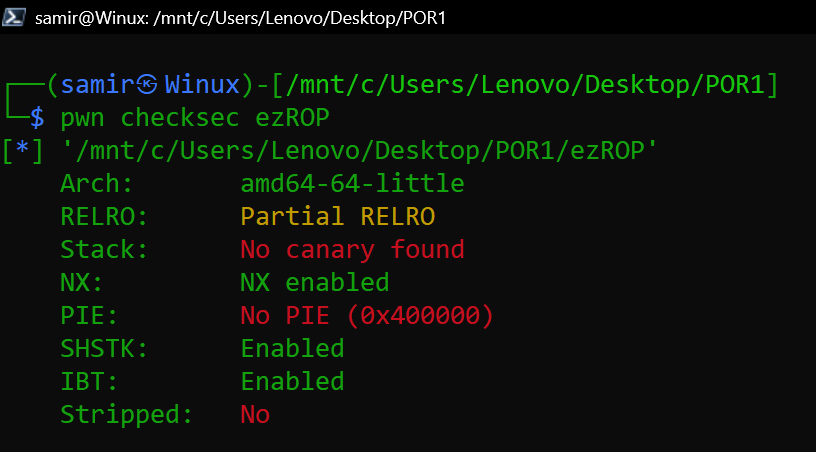 samir@Winux: /mnt/c/Users/Lenovo/Desktop/POR1
┌──(samir㉿Winux)-[/mnt/c/Users/Lenovo/Desktop/POR1]
└─$ pwn checksec ezROP
[*] '/mnt/c/Users/Lenovo/Desktop/POR1/ezROP'
    Arch:       amd64-64-little
    RELRO:      Partial RELRO
    Stack:      No canary found
    NX:         NX enabled
    PIE:        No PIE (0x400000)
    SHSTK:      Enabled
    IBT:        Enabled
    Stripped:   No